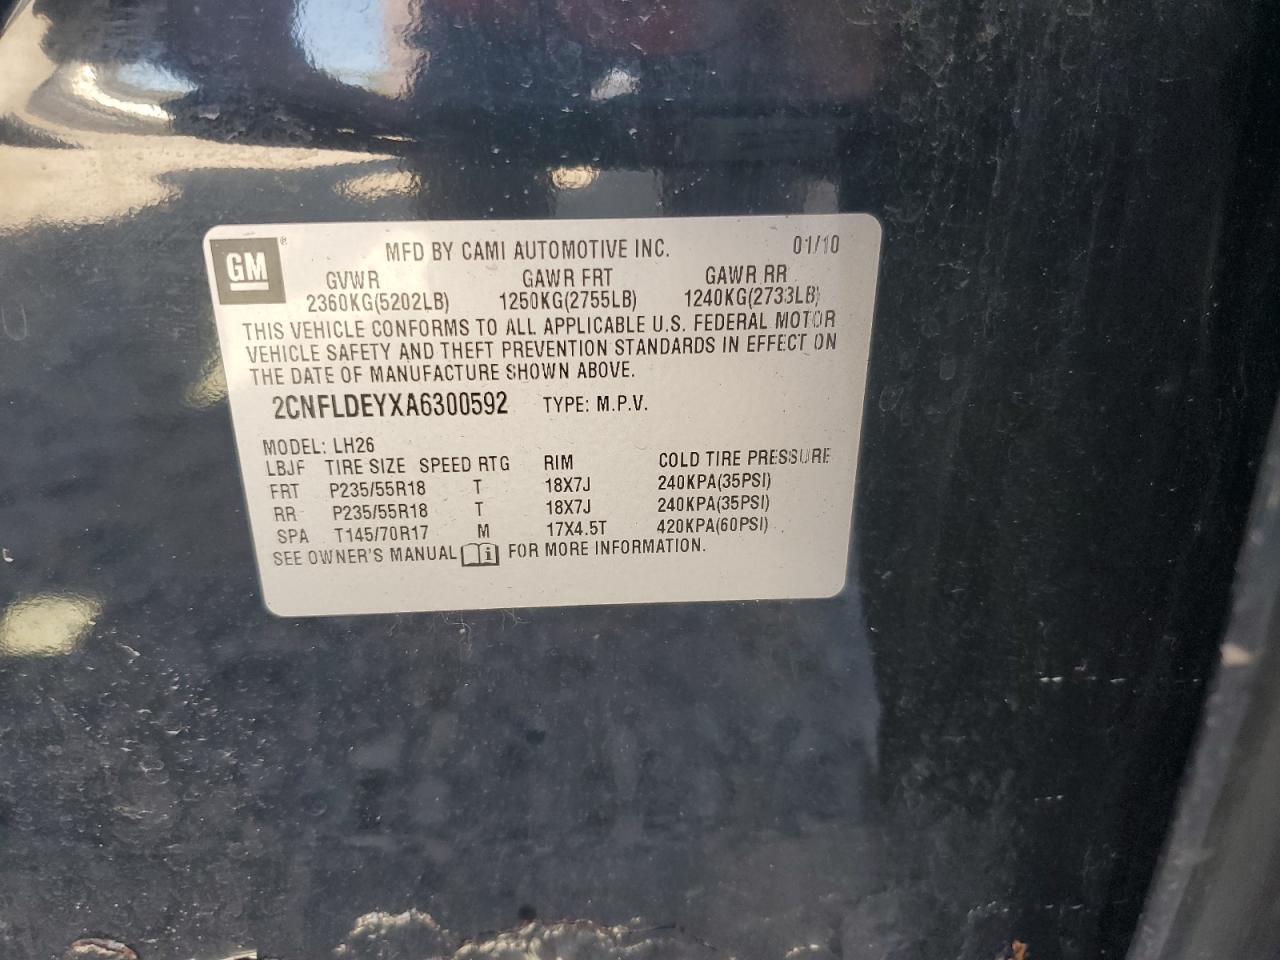 GM®
MFD BY CAMI AUTOMOTIVE INC. 01/10
GVWR GAWR FRT GAWR RR
2360KG(5202LB) 1250KG(2755LB) 1240KG(2733LB)
THIS VEHICLE CONFORMS TO ALL APPLICABLE U.S. FEDERAL MOTOR
VEHICLE SAFETY AND THEFT PREVENTION STANDARDS IN EFFECT ON
THE DATE OF MANUFACTURE SHOWN ABOVE.
2CNFLDEYXA6300592 TYPE: M.P.V.
MODEL: LH26
LBJF TIRE SIZE SPEED RTG RIM COLD TIRE PRESSURE
FRT P235/55R18 T 18X7J 240KPA(35PSI)
RR P235/55R18 T 18X7J 240KPA(35PSI)
SPA T145/70R17 M 17X4.5T 420KPA(60PSI)
SEE OWNER'S MANUAL FOR MORE INFORMATION.